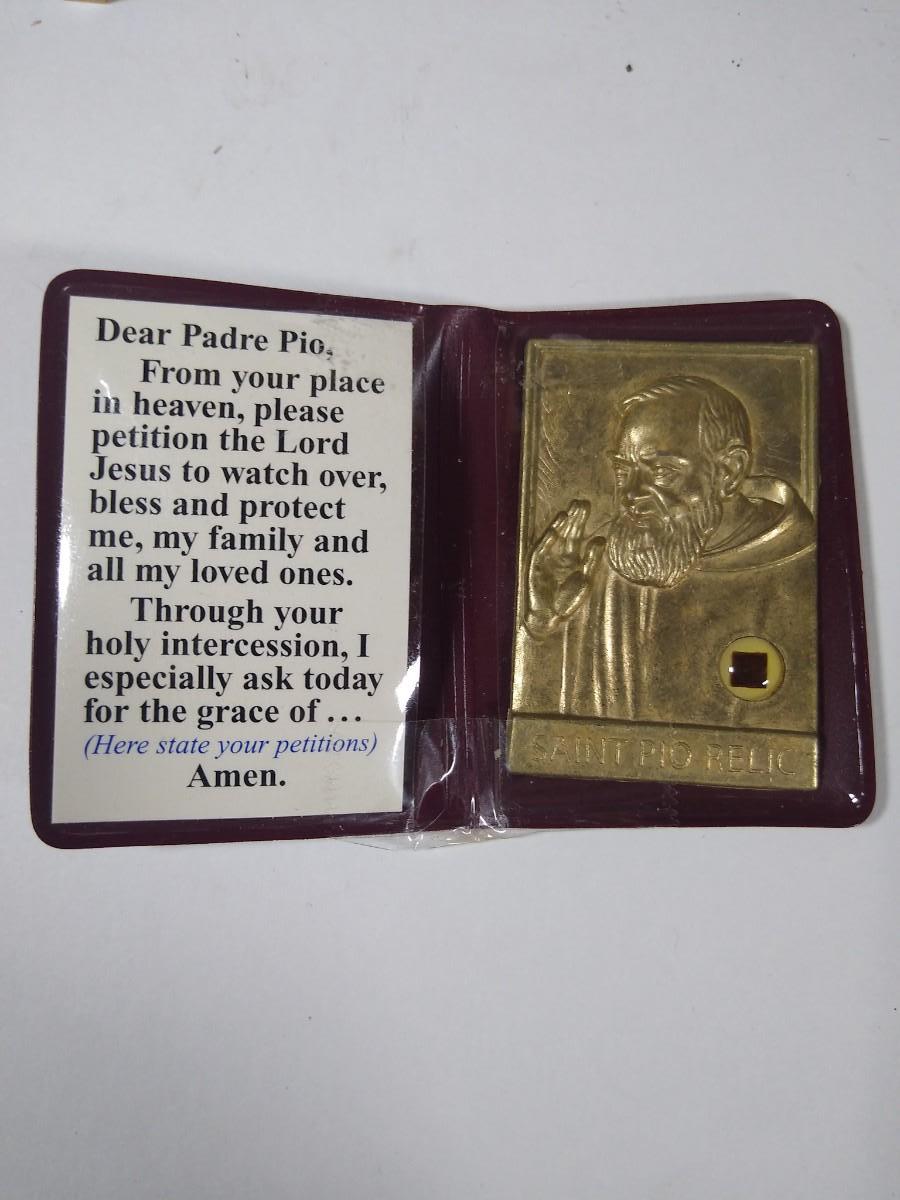 Dear Padre Pio,
From your place
in heaven, please
petition the Lord
Jesus to watch over,
bless and protect
me, my family and
all my loved ones.
Through your
holy intercession, I
especially ask today
for the grace of ...
(Here state your petitions)
Amen.
SAINT PIO RELIC